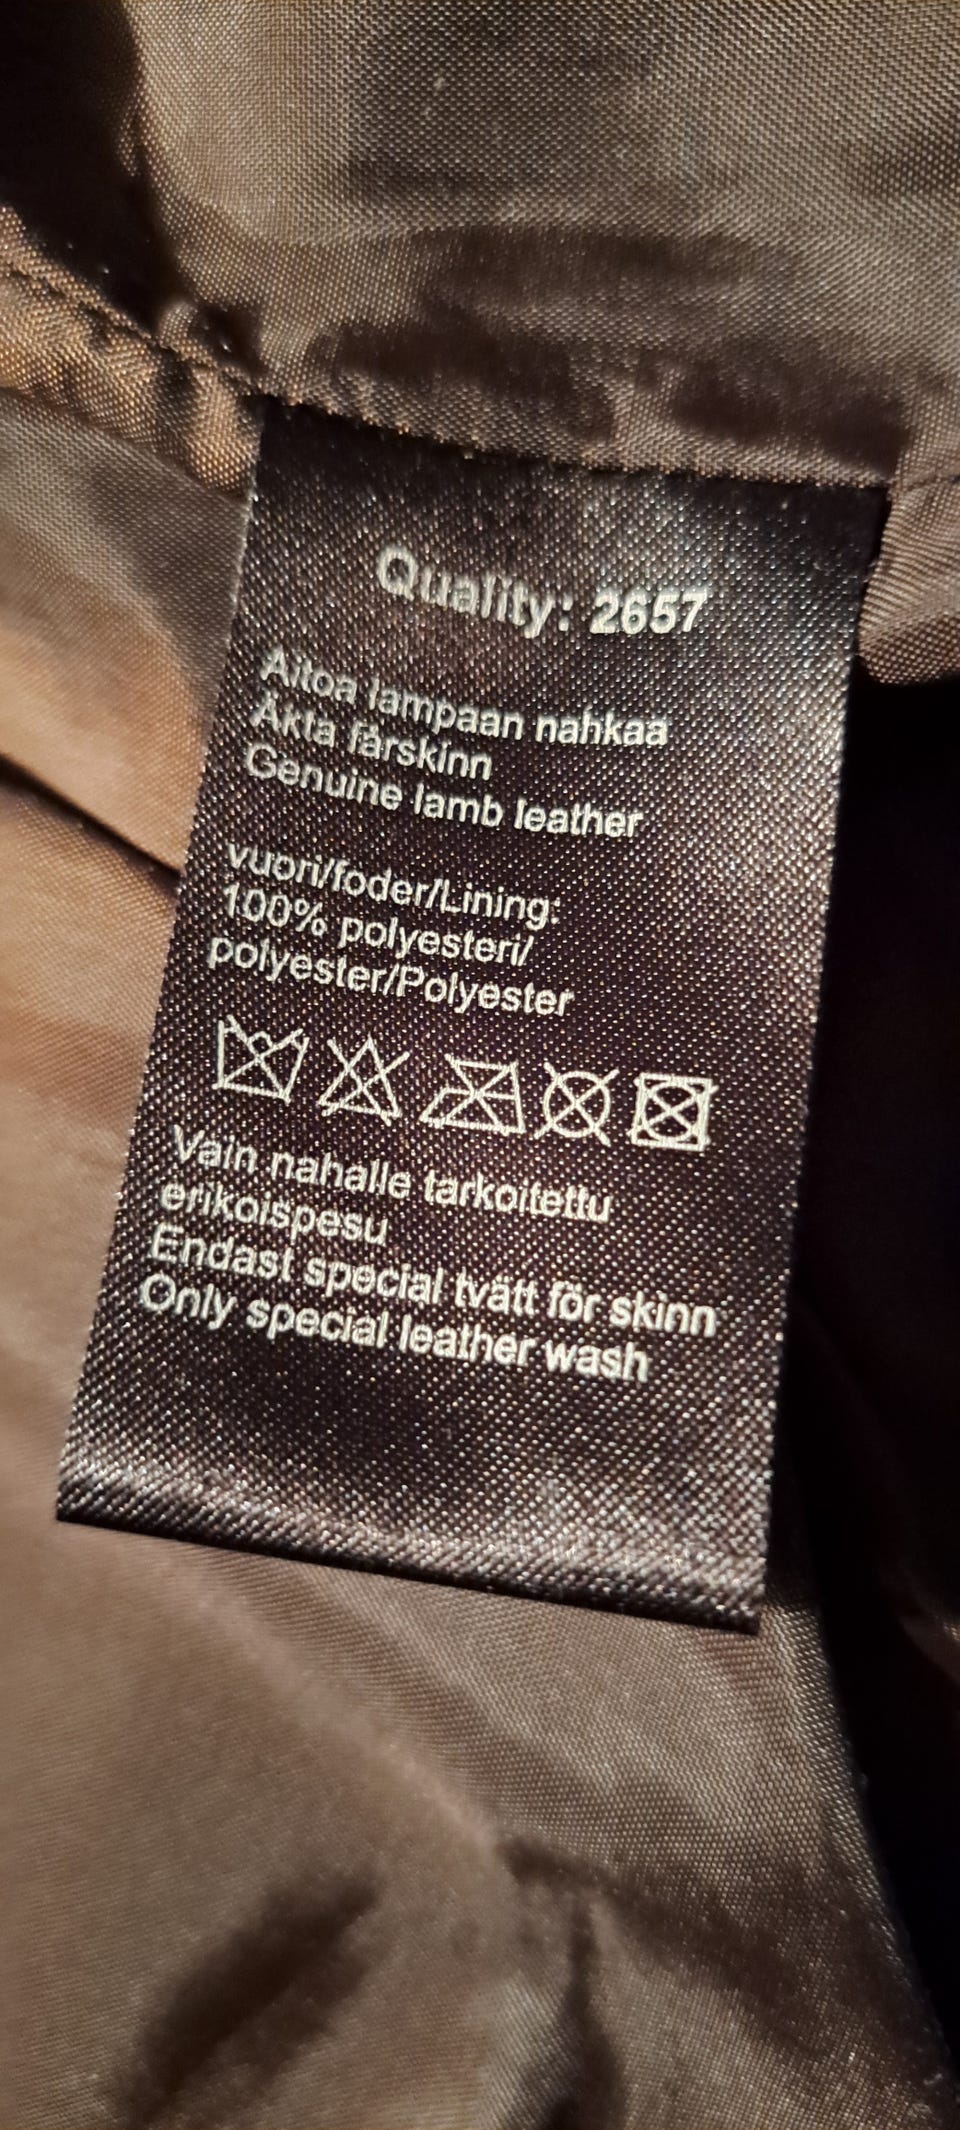 Quality: 2657
Aitoa lampaan nahkaa
Äkta fårskinn
Genuine lamb leather
vuori/foder/Lining:
100% polyesteri/
polyester/Polyester
Vain nahalle tarkoitettu
erikoispesu
Endast special tvätt för skinn
Only special leather wash